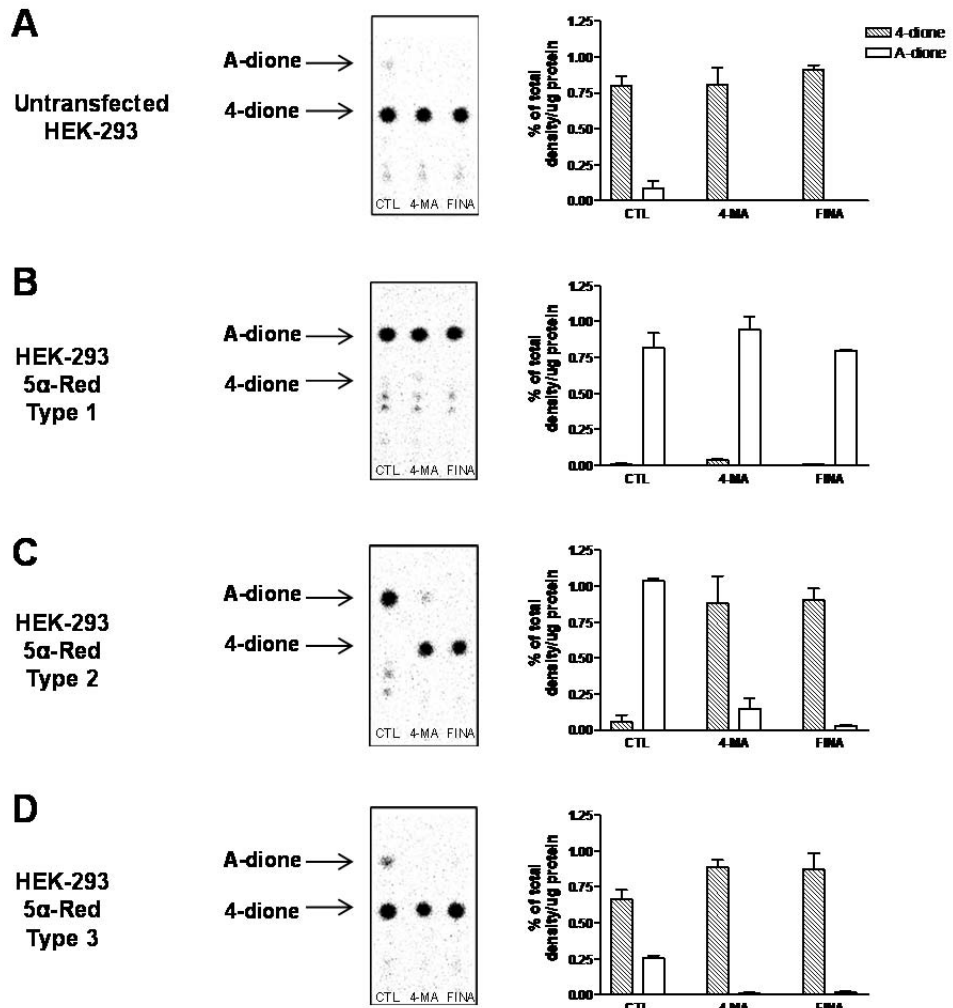 A
Untransfected
HEK-293
A-dione
4-dione
CTL 4-MA FINA
% of total
density/ug protein
1.25
1.00
0.75
0.50
0.25
0.00
CTL 4-MA FINA
4-dione
A-dione
B
HEK-293
5α-Red
Type 1
A-dione
4-dione
CTL 4-MA FINA
% of total
density/ug protein
1.25
1.00
0.75
0.50
0.25
0.00
CTL 4-MA FINA
C
HEK-293
5α-Red
Type 2
A-dione
4-dione
CTL 4-MA FINA
% of total
density/ug protein
1.25
1.00
0.75
0.50
0.25
0.00
CTL 4-MA FINA
D
HEK-293
5α-Red
Type 3
A-dione
4-dione
CTL 4-MA FINA
% of total
density/ug protein
1.25
1.00
0.75
0.50
0.25
0.00
CTL 4-MA FINA